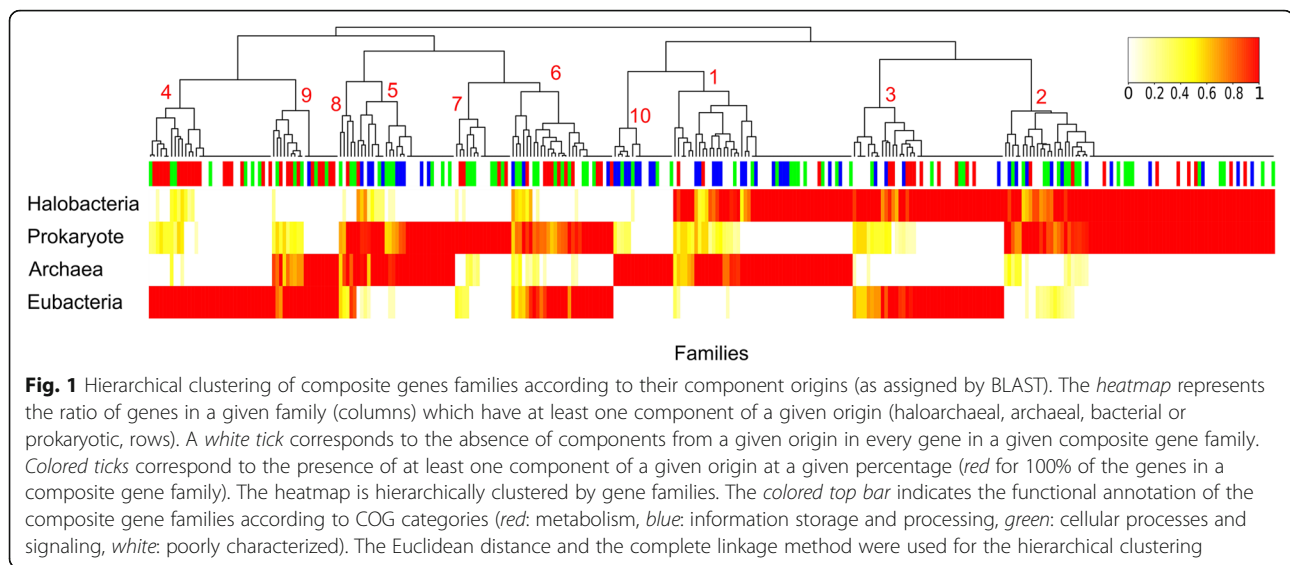 4
9
8
5
7
6
10
1
3
2
0 0.2 0.4 0.6 0.8 1
Halobacteria
Prokaryote
Archaea
Eubacteria
Families
Fig. 1 Hierarchical clustering of composite genes families according to their component origins (as assigned by BLAST). The heatmap represents
the ratio of genes in a given family (columns) which have at least one component of a given origin (haloarchaeal, archaeal, bacterial or
prokaryotic, rows). A white tick corresponds to the absence of components from a given origin in every gene in a given composite gene family.
Colored ticks correspond to the presence of at least one component of a given origin at a given percentage (red for 100% of the genes in a
composite gene family). The heatmap is hierarchically clustered by gene families. The colored top bar indicates the functional annotation of the
composite gene families according to COG categories (red: metabolism, blue: information storage and processing, green: cellular processes and
signaling, white: poorly characterized). The Euclidean distance and the complete linkage method were used for the hierarchical clustering